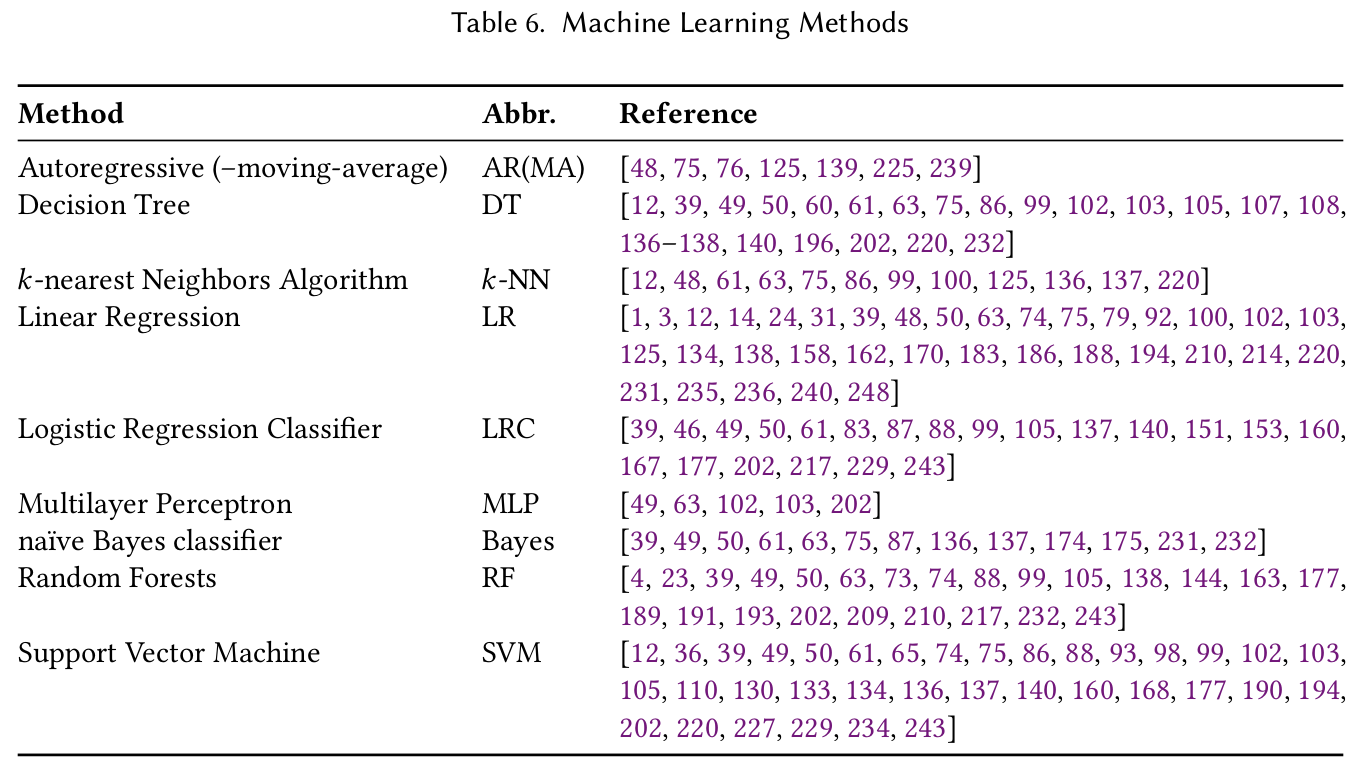 Table 6. Machine Learning Methods
Method Abbr. Reference
Autoregressive (–moving-average) AR(MA) [48, 75, 76, 125, 139, 225, 239]
Decision Tree DT [12, 39, 49, 50, 60, 61, 63, 75, 86, 99, 102, 103, 105, 107, 108,
136–138, 140, 196, 202, 220, 232]
k-nearest Neighbors Algorithm k-NN [12, 48, 61, 63, 75, 86, 99, 100, 125, 136, 137, 220]
Linear Regression LR [1, 3, 12, 14, 24, 31, 39, 48, 50, 63, 74, 75, 79, 92, 100, 102, 103,
125, 134, 138, 158, 162, 170, 183, 186, 188, 194, 210, 214, 220,
231, 235, 236, 240, 248]
Logistic Regression Classifier LRC [39, 46, 49, 50, 61, 83, 87, 88, 99, 105, 137, 140, 151, 153, 160,
167, 177, 202, 217, 229, 243]
Multilayer Perceptron MLP [49, 63, 102, 103, 202]
naïve Bayes classifier Bayes [39, 49, 50, 61, 63, 75, 87, 136, 137, 174, 175, 231, 232]
Random Forests RF [4, 23, 39, 49, 50, 63, 73, 74, 88, 99, 105, 138, 144, 163, 177,
189, 191, 193, 202, 209, 210, 217, 232, 243]
Support Vector Machine SVM [12, 36, 39, 49, 50, 61, 65, 74, 75, 86, 88, 93, 98, 99, 102, 103,
105, 110, 130, 133, 134, 136, 137, 140, 160, 168, 177, 190, 194,
202, 220, 227, 229, 234, 243]